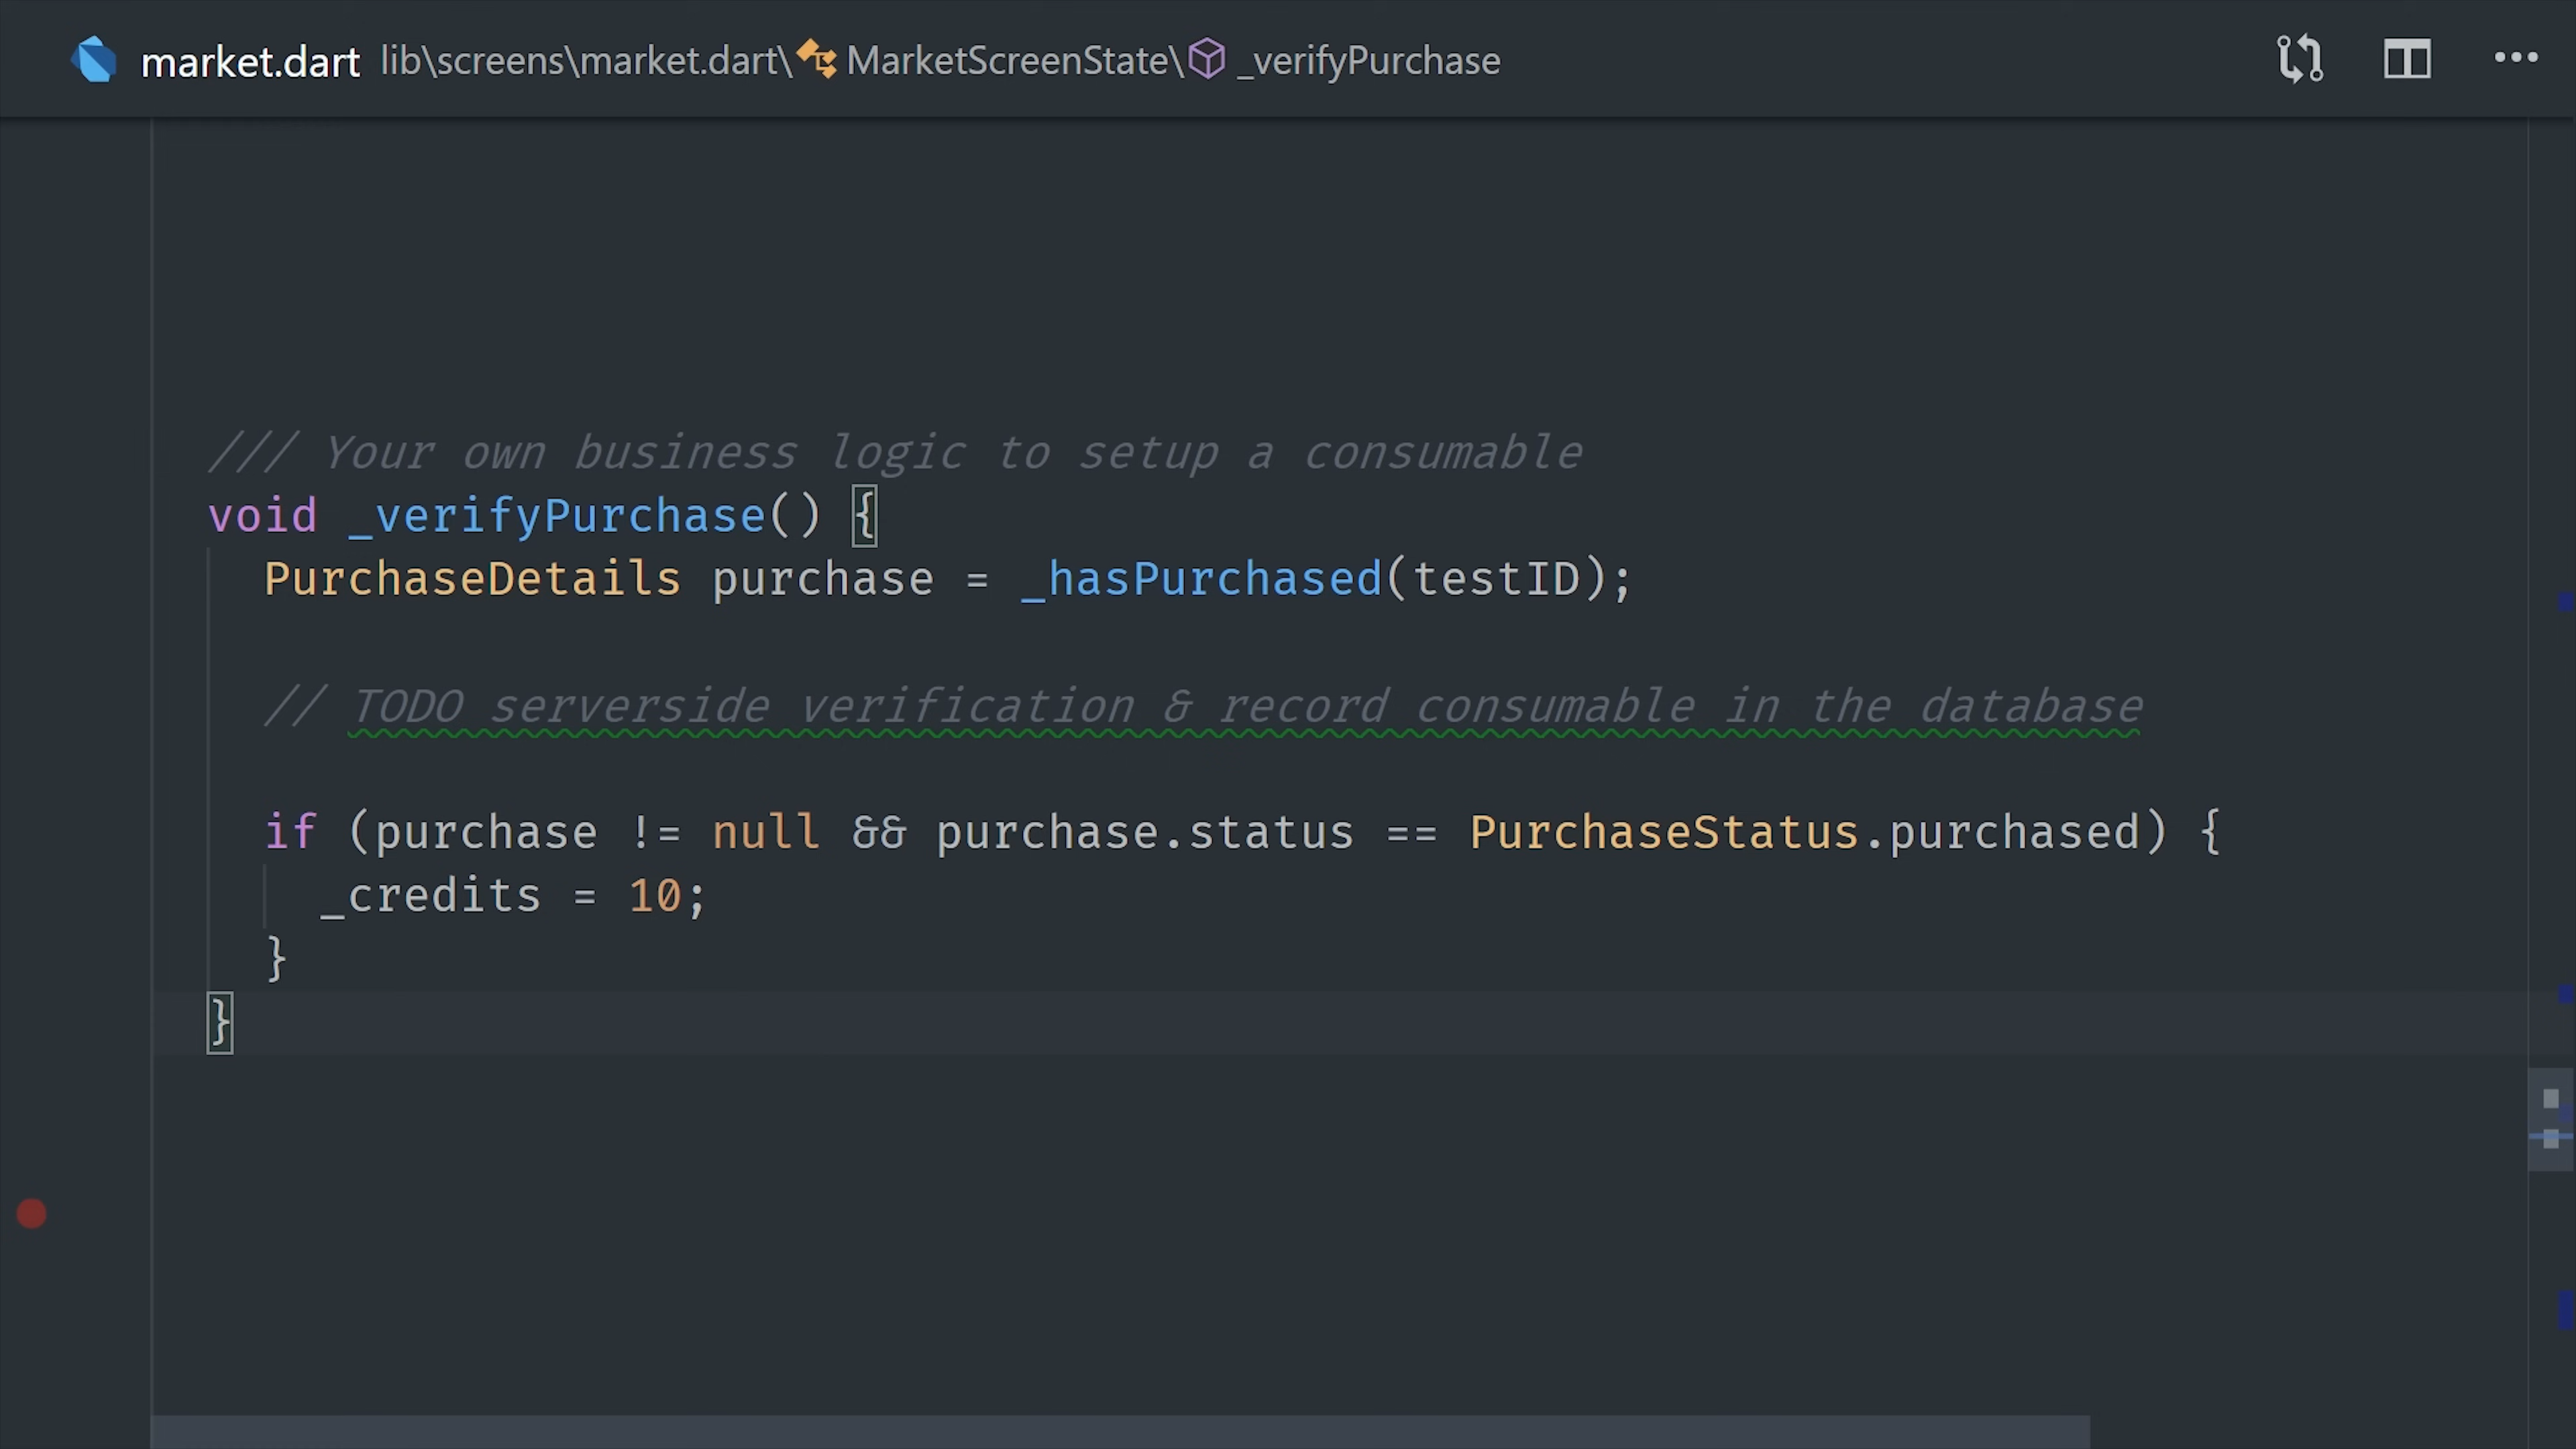 market.dart lib\screens\market.dart\MarketScreenState\_verifyPurchase
/// Your own business logic to setup a consumable
void _verifyPurchase() {
PurchaseDetails purchase = _hasPurchased(testID);
// TODO serverside verification & record consumable in the database
if (purchase != null && purchase.status == PurchaseStatus.purchased) {
_credits = 10;
}
}